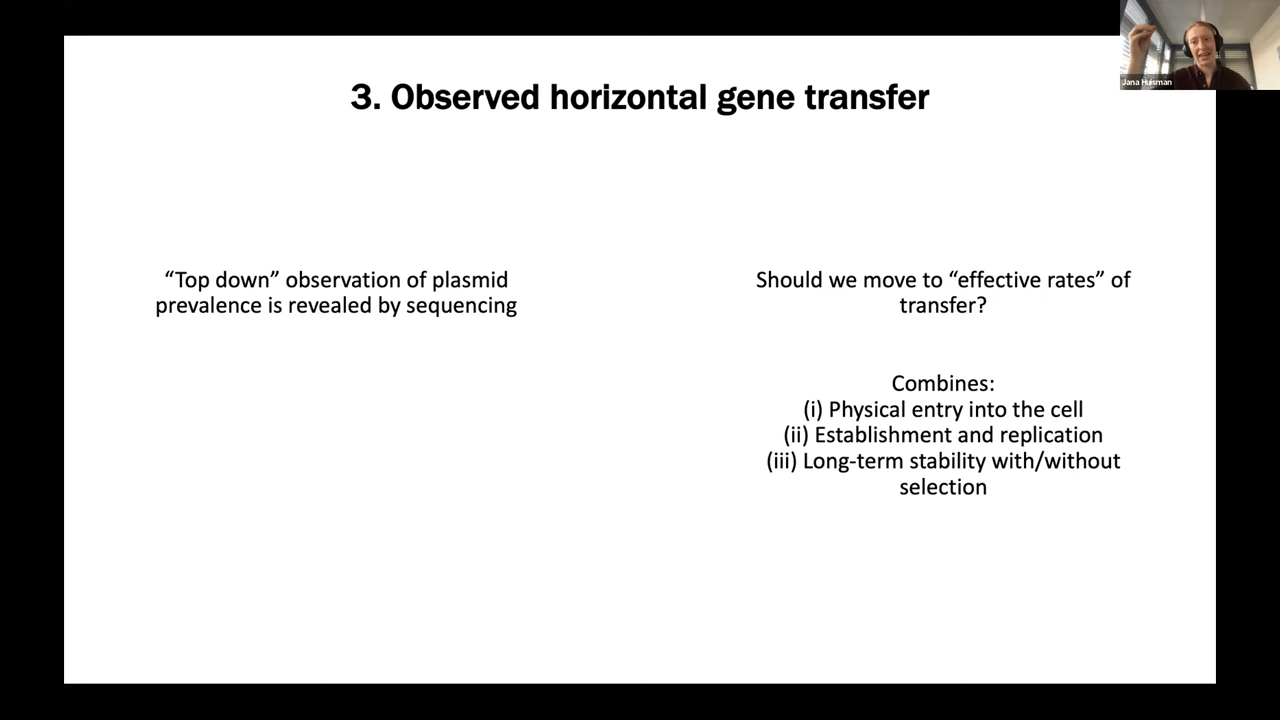 Jana Huisman
3. Observed horizontal gene transfer
“Top down” observation of plasmid
prevalence is revealed by sequencing
Should we move to “effective rates” of
transfer?
Combines:
(i) Physical entry into the cell
(ii) Establishment and replication
(iii) Long-term stability with/without
selection